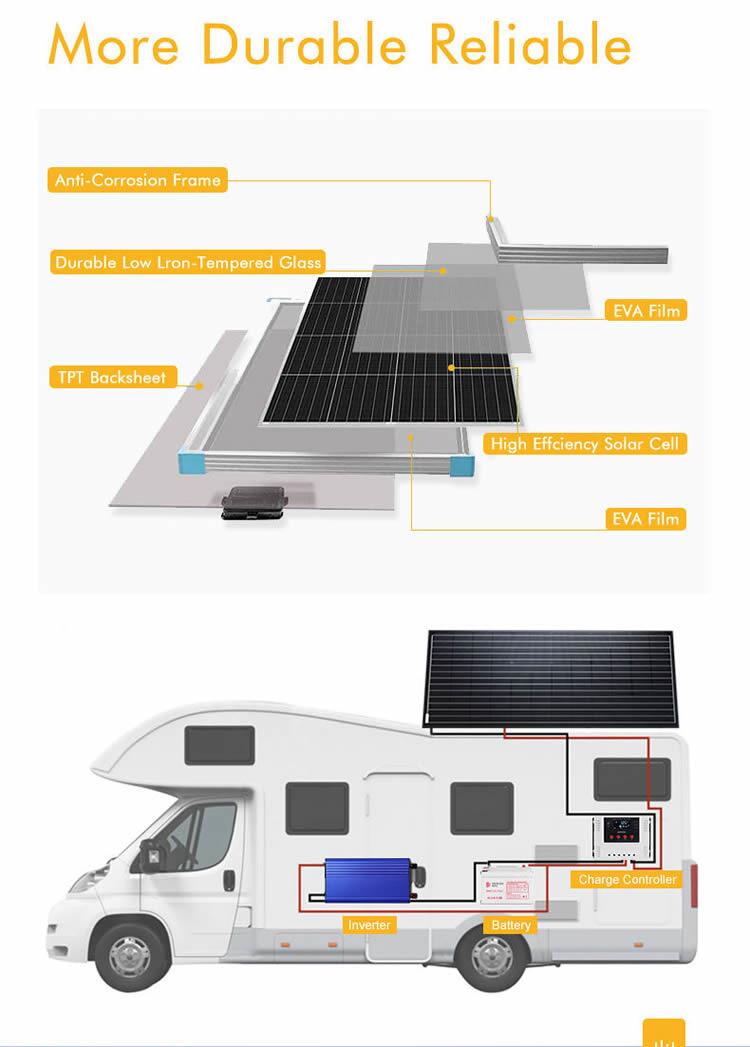 More Durable Reliable
Anti-Corrosion Frame
Durable Low Lron-Tempered Glass
EVA Film
TPT Backsheet
High Effciency Solar Cell
EVA Film
Charge Controller
Inverter
Battery